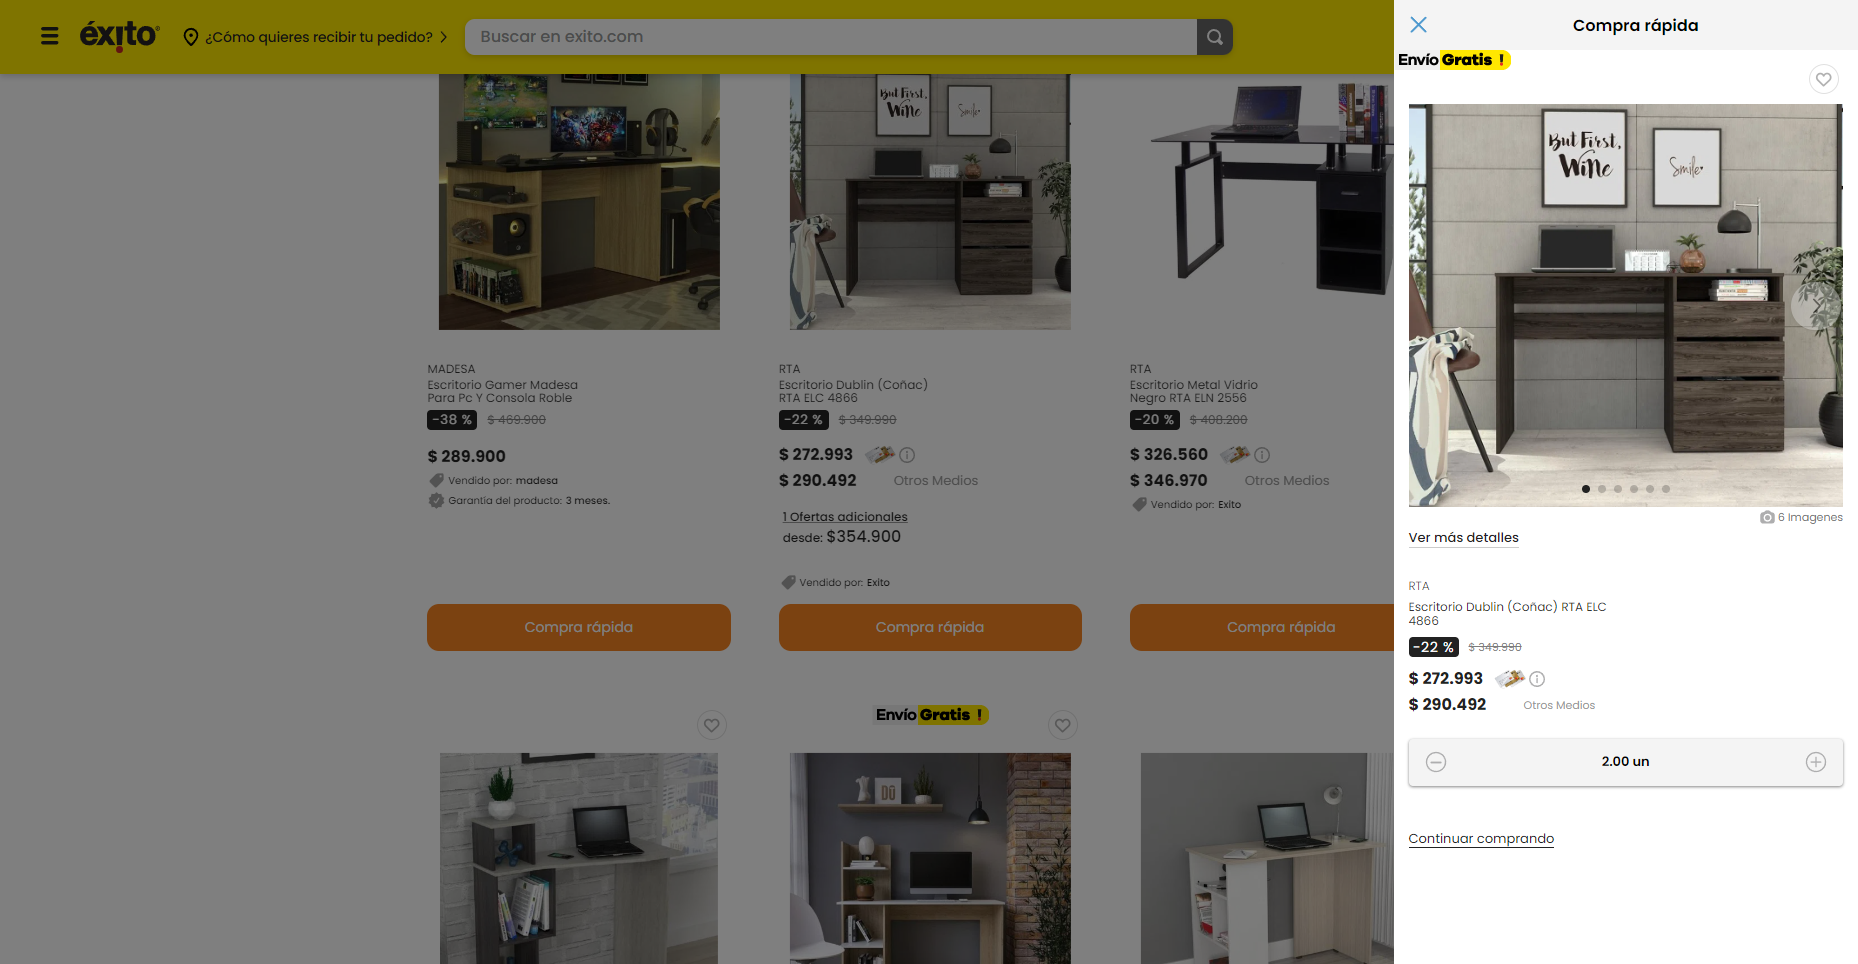 éxito
¿Cómo quieres recibir tu pedido?
Buscar en exito.com
But First,
Wine
Smile
MADESA
Escritorio Gamer Madesa
Para Pc Y Consola Roble
-38 %
$ 469.900
$ 289.900
Vendido por: madesa
Garantía del producto: 3 meses.
Compra rápida
RTA
Escritorio Dublin (Coñac)
RTA ELC 4866
-22 %
$ 349.990
$ 272.993
$ 290.492
Otros Medios
1 Ofertas adicionales
desde: $354.900
Vendido por: Exito
Compra rápida
RTA
Escritorio Metal Vidrio
Negro RTA ELN 2556
-20 %
$ 408.200
$ 326.560
$ 346.970
Otros Medios
Vendido por: Exito
Compra rápida
Envío Gratis !
DÖ
Compra rápida
Envío Gratis !
But First,
Wine
Smile
6 Imagenes
Ver más detalles
RTA
Escritorio Dublin (Coñac) RTA ELC
4866
-22 %
$ 349.990
$ 272.993
$ 290.492
Otros Medios
2.00 un
Continuar comprando